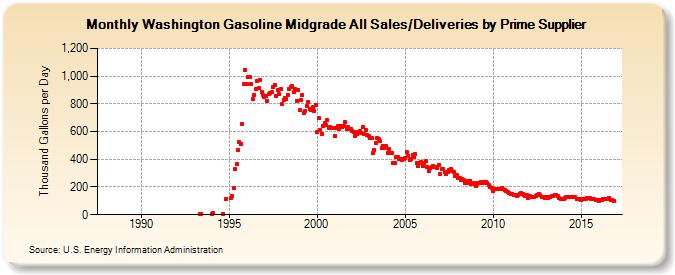 Monthly Washington Gasoline Midgrade All Sales/Deliveries by Prime Supplier
Thousand Gallons per Day
1,200
1,000
800
600
400
200
0
1990 1995 2000 2005 2010 2015
Source: U.S. Energy Information Administration